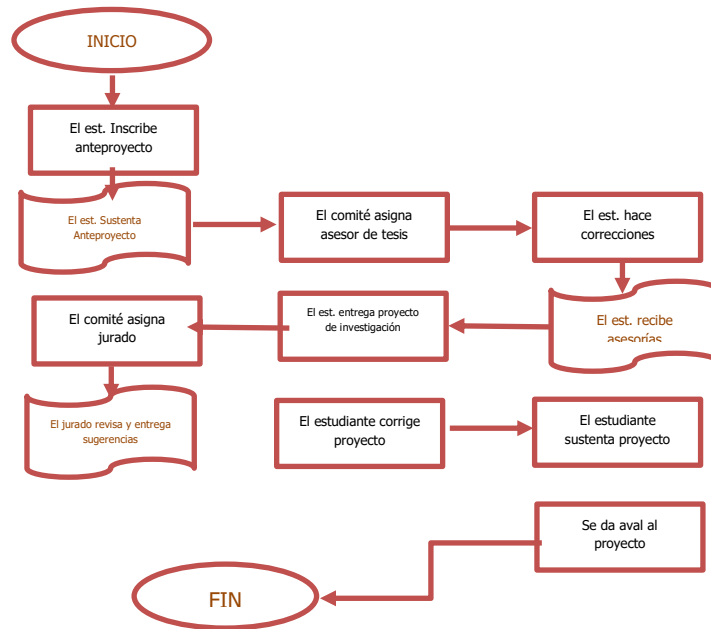 INICIO
El est. Inscribe
anteproyecto
El est. Sustenta
Anteproyecto
El comité asigna
asesor de tesis
El est. hace
correcciones
El est. recibe
asesorías
El est. entrega proyecto
de investigación
El comité asigna
jurado
El jurado revisa y entrega
sugerencias
El estudiante corrige
proyecto
El estudiante
sustenta proyecto
Se da aval al
proyecto
FIN